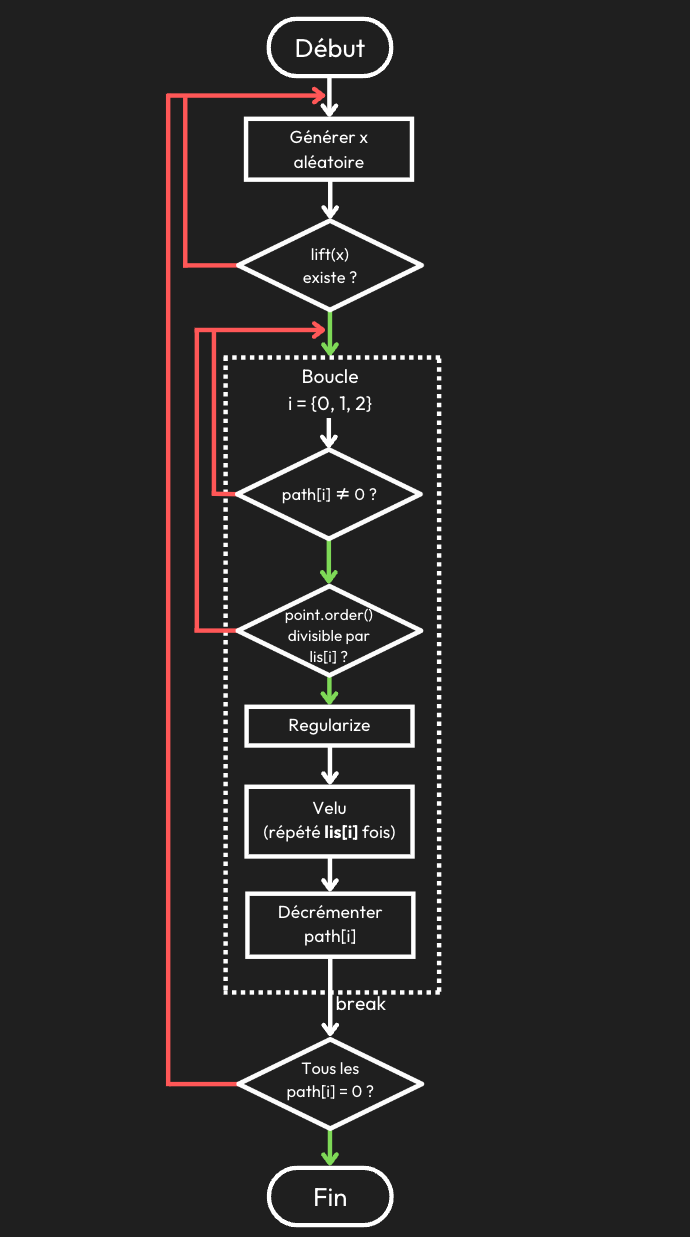 Début
Générer x
aléatoire
lift(x)
existe ?
Boucle
i = {0, 1, 2}
path[i] ≠ 0 ?
point.order()
divisible par
lis[i] ?
Regularize
Velu
(répété lis[i] fois)
Décrémenter
path[i]
break
Tous les
path[i] = 0 ?
Fin